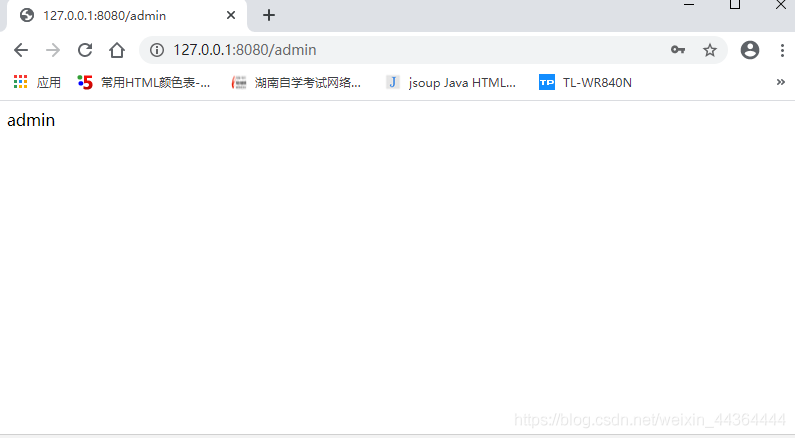 127.0.0.1:8080/admin
127.0.0.1:8080/admin
应用 5 常用HTML颜色表-... 湖南自学考试网络... J jsoup Java HTML... TP TL-WR840N »
admin
https://blog.csdn.net/weixin_44364444